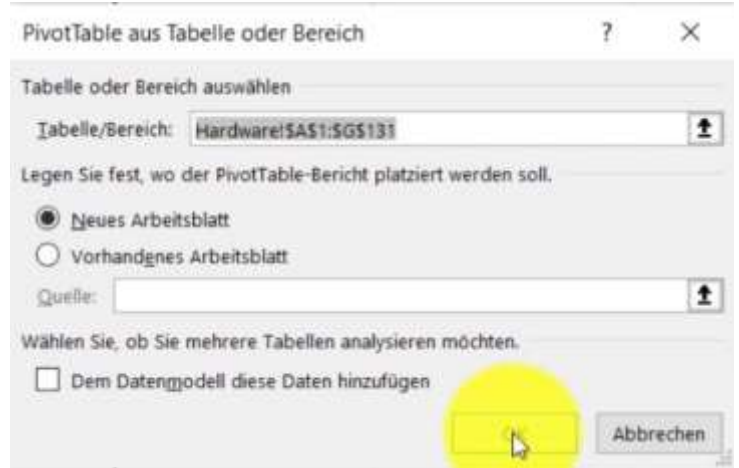 PivotTable aus Tabelle oder Bereich ? ×
Tabelle oder Bereich auswählen
Tabelle/Bereich: Hardware!$A$1:$G$131
Legen Sie fest, wo der PivotTable-Bericht platziert werden soll.
Neues Arbeitsblatt
Vorhandenes Arbeitsblatt
Quelle:
Wählen Sie, ob Sie mehrere Tabellen analysieren möchten.
Dem Datenmodell diese Daten hinzufügen
Abbrechen